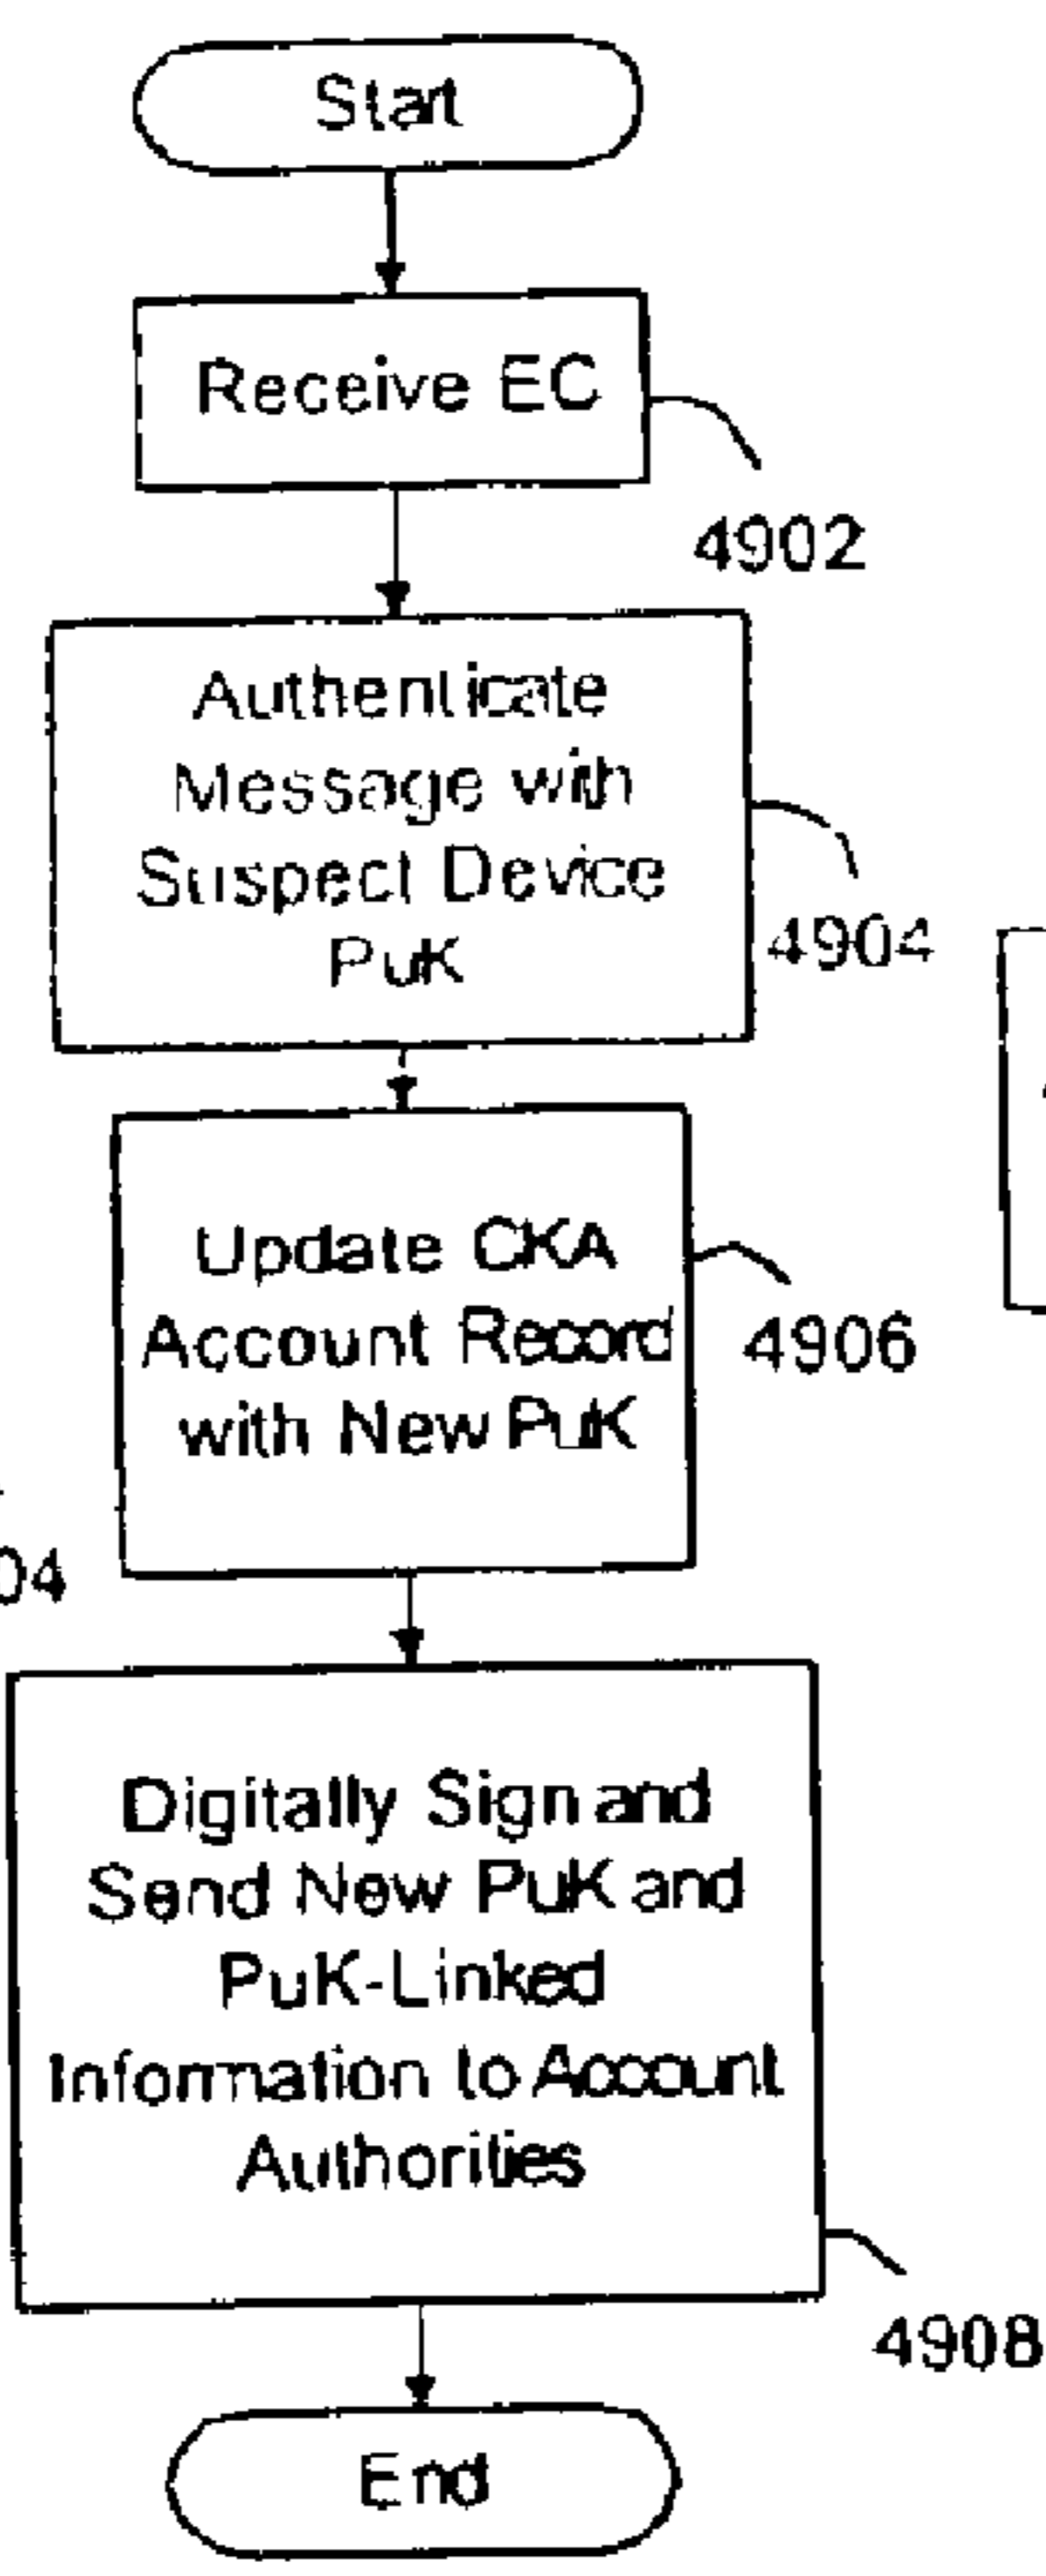 Start
Receive EC
4902
Authenticate
Message with
Suspect Device
PuK
4904
Update CKA
Account Record
with New PuK
4906
04
Digitally Sign and
Send New PuK and
PuK-Linked
Information to Account
Authorities
4908
End